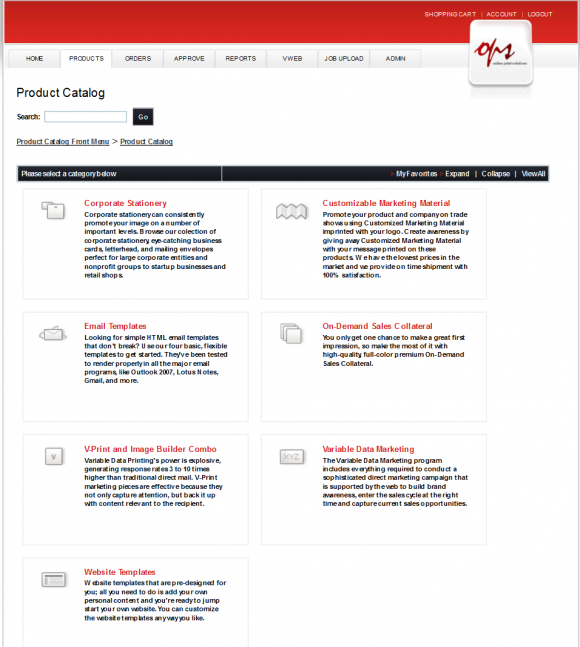 SHOPPING CART | ACCOUNT | LOGOUT
ops
online print solutions
HOME PRODUCTS ORDERS APPROVE REPORTS VWEB JOB UPLOAD ADMIN
Product Catalog
Search: Go
Product Catalog Front Menu > Product Catalog
Please select a category below
My Favorites Expand | Collapse | View All
Corporate Stationery
Corporate stationery can consistently
promote your image on a number of
important levels. Browse our colection of
corporate stationery, eye-catching business
cards, letterhead, and mailing envelopes
perfect for large corporate entities and
nonprofit groups to startup businesses and
retail shops.
Customizable Marketing Material
Promote your product and company on trade
shows using Customized Marketing Material
imprinted with your logo. Create awareness by
giving away Customized Marketing Material
with your message printed on these
products. We have the lowest prices in the
market and we provide on time shipment with
100% satisfaction.
Email Templates
Looking for simple HTML email templates
that don't break? Use our four basic, flexible
templates to get started. They've been tested
to render properly in all the major email
programs, like Outlook 2007, Lotus Notes,
Gmail, and more.
On-Demand Sales Collateral
You only get one chance to make a great first
impression, so make the most of it with
high-quality, full-color premium On-Demand
Sales Collateral.
V
V-Print and Image Builder Combo
Variable Data Printing's power is explosive,
generating response rates 3 to 10 times
higher than traditional direct mail. V-Print
marketing pieces are effective because they
not only capture attention, but back it up
with content relevant to the recipient.
XYZ
Variable Data Marketing
The Variable Data Marketing program
includes everything required to conduct a
sophisticated direct marketing campaign that
is supported by the web to build brand
awareness, enter the sales cycle at the right
time and capture current sales opportunities.
Website Templates
Website templates that are pre-designed for
you; all you need to do is add your own
personal content and you're ready to jump
start your own website. You can customize
the website templates any way you like.